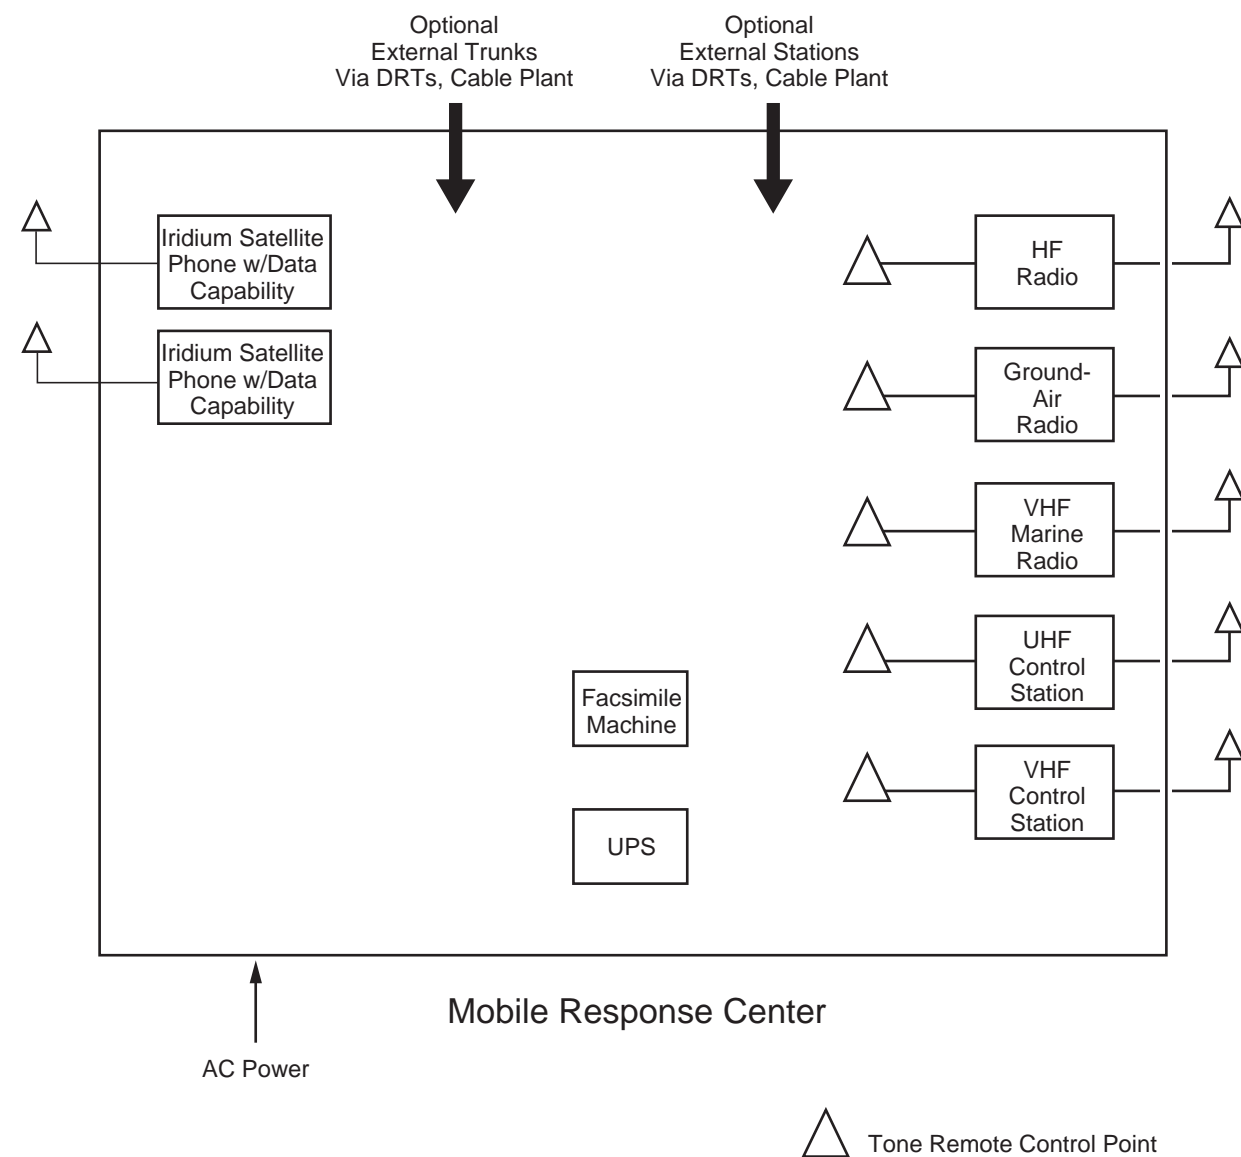 Optional
External Trunks
Via DRTs, Cable Plant
Optional
External Stations
Via DRTs, Cable Plant
Iridium Satellite
Phone w/Data
Capability
Iridium Satellite
Phone w/Data
Capability
HF
Radio
Ground-
Air
Radio
VHF
Marine
Radio
UHF
Control
Station
VHF
Control
Station
Facsimile
Machine
UPS
Mobile Response Center
AC Power
Tone Remote Control Point